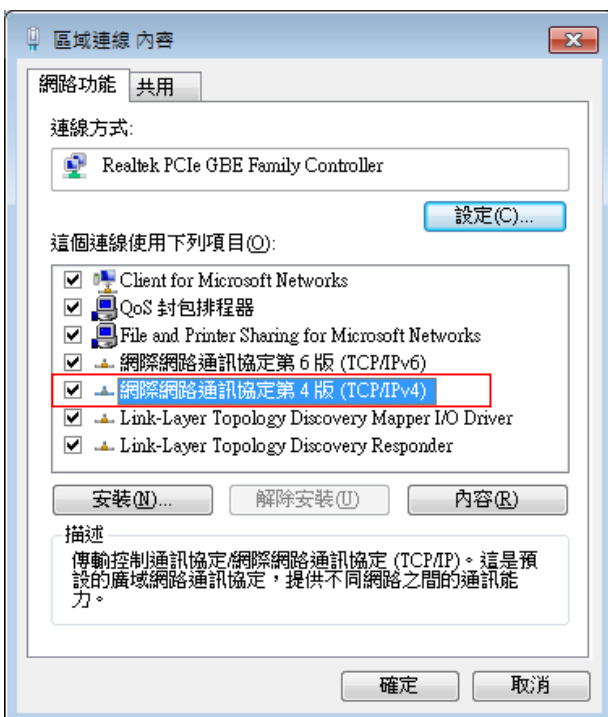 區域連線 內容
網路功能 共用
連線方式:
Realtek PCIe GBE Family Controller
設定(C)...
這個連線使用下列項目(O):
Client for Microsoft Networks
QoS 封包排程器
File and Printer Sharing for Microsoft Networks
網際網路通訊協定第 6 版 (TCP/IPv6)
網際網路通訊協定第 4 版 (TCP/IPv4)
Link-Layer Topology Discovery Mapper I/O Driver
Link-Layer Topology Discovery Responder
安裝(N)... 解除安裝(U) 內容(R)
描述
傳輸控制通訊協定/網際網路通訊協定 (TCP/IP)。這是預
設的廣域網路通訊協定，提供不同網路之間的通訊能
力。
確定 取消